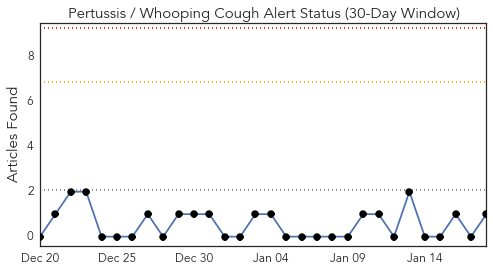 Pertussis / Whooping Cough Alert Status (30-Day Window)
Articles Found
8
6
4
2
0
Dec 20 Dec 25 Dec 30 Jan 04 Jan 09 Jan 14